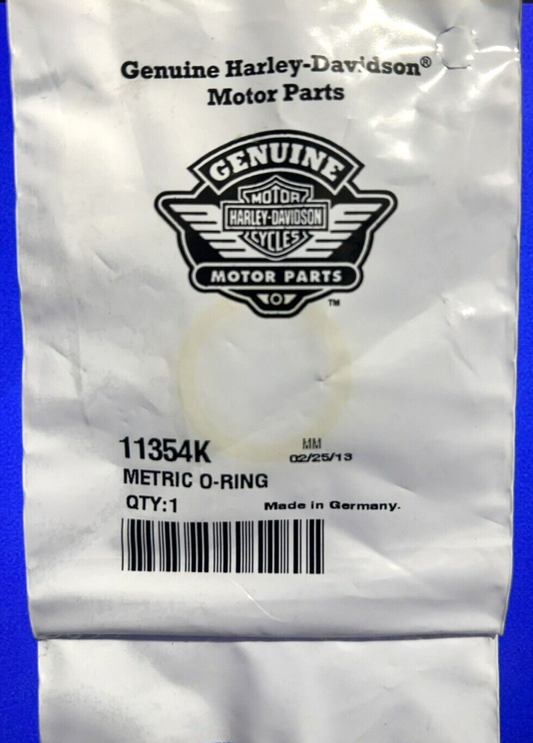 Genuine Harley-Davidson®
Motor Parts
GENUINE
MOTOR
HARLEY-DAVIDSON
CYCLES
MOTOR PARTS
TM
11354K
MM
02/25/13
METRIC O-RING
QTY:1
Made in Germany.